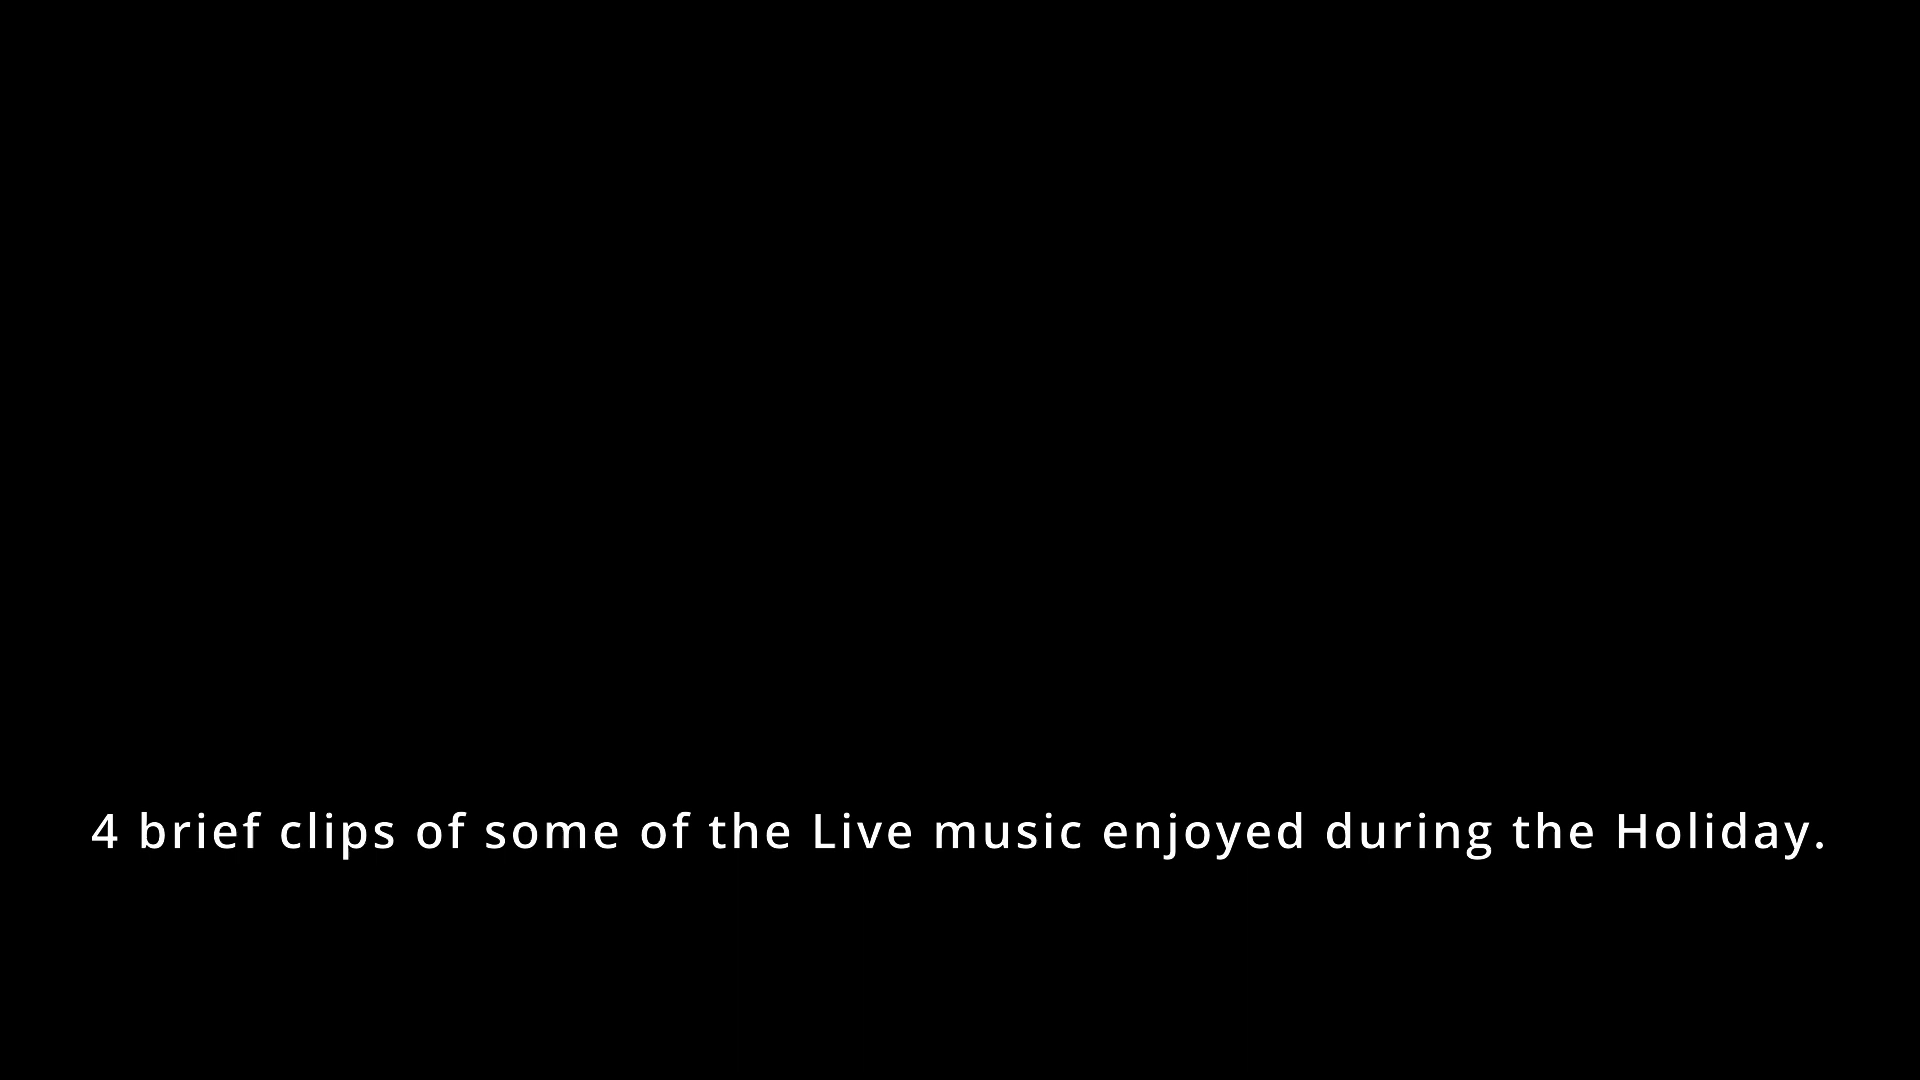 4 brief clips of some of the Live music enjoyed during the Holiday.